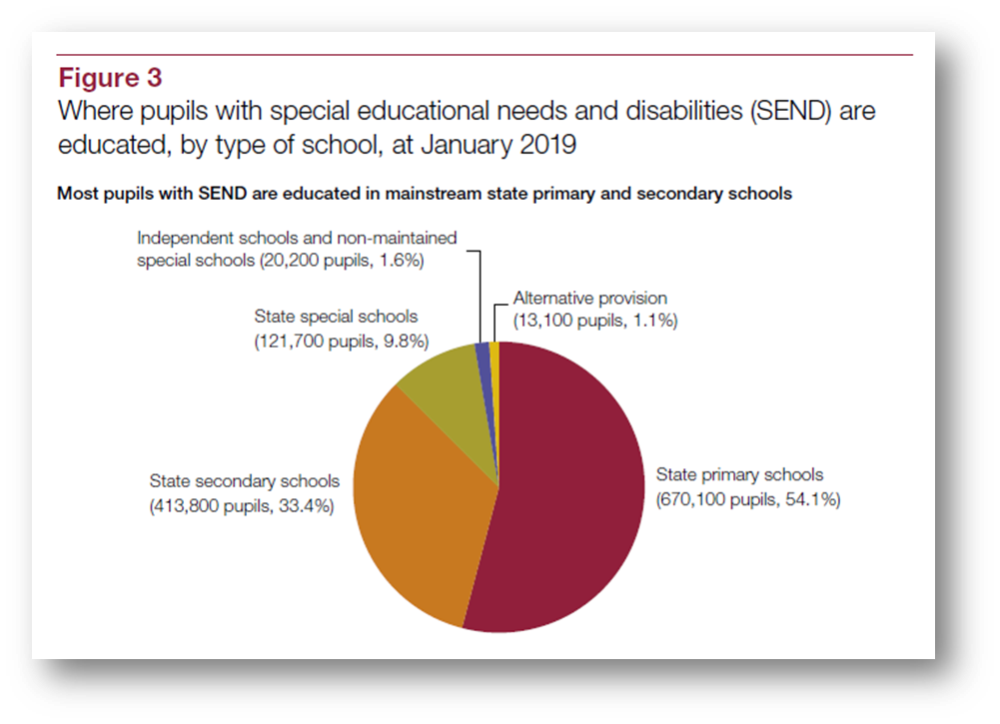 Figure 3
Where pupils with special educational needs and disabilities (SEND) are
educated, by type of school, at January 2019
Most pupils with SEND are educated in mainstream state primary and secondary schools
Independent schools and non-maintained
special schools (20,200 pupils, 1.6%)
Alternative provision
(13,100 pupils, 1.1%)
State special schools
(121,700 pupils, 9.8%)
State secondary schools
(413,800 pupils, 33.4%)
State primary schools
(670,100 pupils, 54.1%)